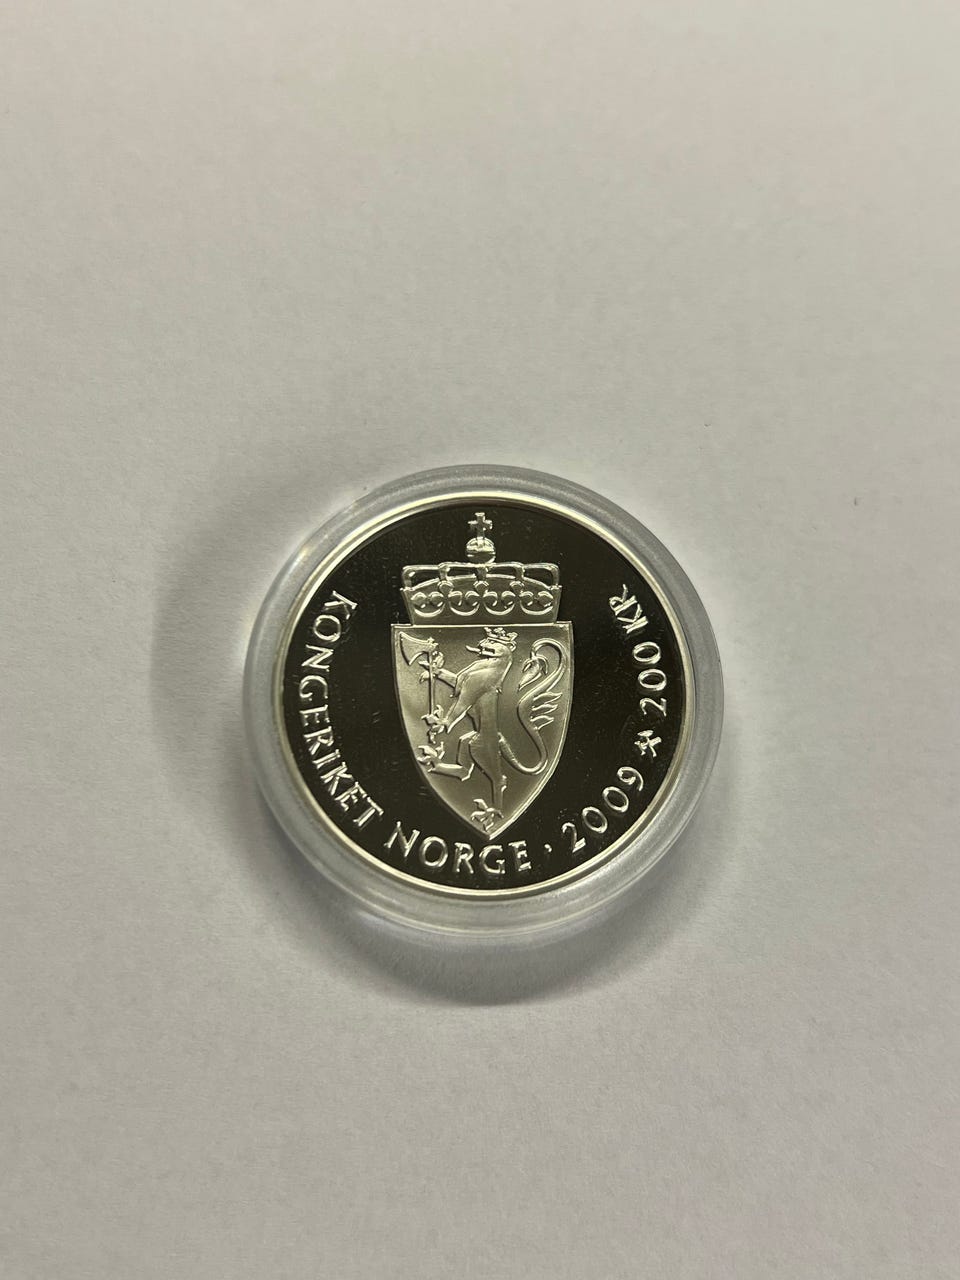 KONGERIKET NORGE · 2009 ⚒ 200 KR